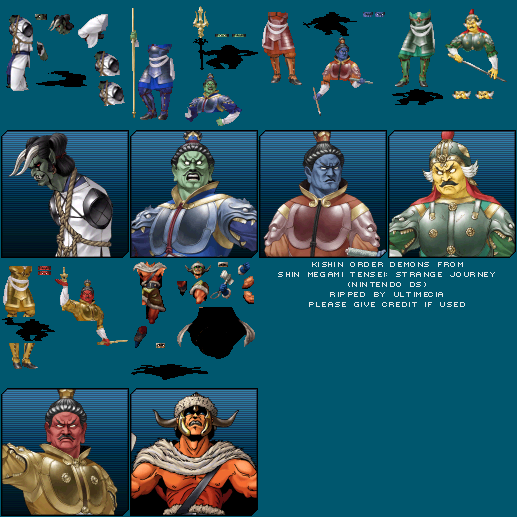 KISHIN ORDER DEMONS FROM
SHIN MEGAMI TENSEI: STRANGE JOURNEY
(NINTENDO DS)
RIPPED BY ULTIMECIA
PLEASE GIVE CREDIT IF USED